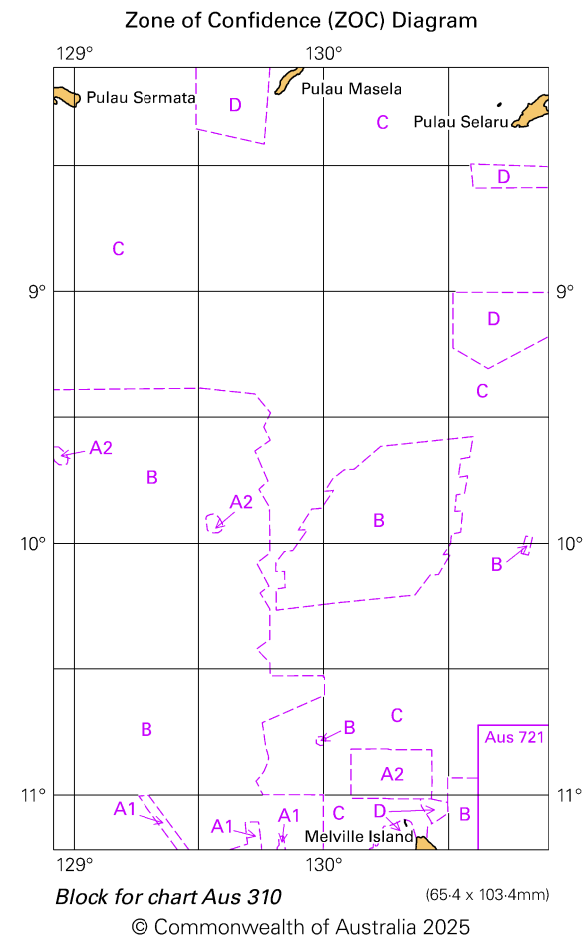 Zone of Confidence (ZOC) Diagram
129° 130°
D
Pulau Sermata
Pulau Masela
C
Pulau Selaru
D
C
9° 9°
D
C
A2
B
A2
B
10° 10°
B
B
B
C
Aus 721
A2
11° 11°
A1
A1
A1
C
D
B
Melville Island
129° 130°
Block for chart Aus 310
(65·4 x 103·4mm)
© Commonwealth of Australia 2025